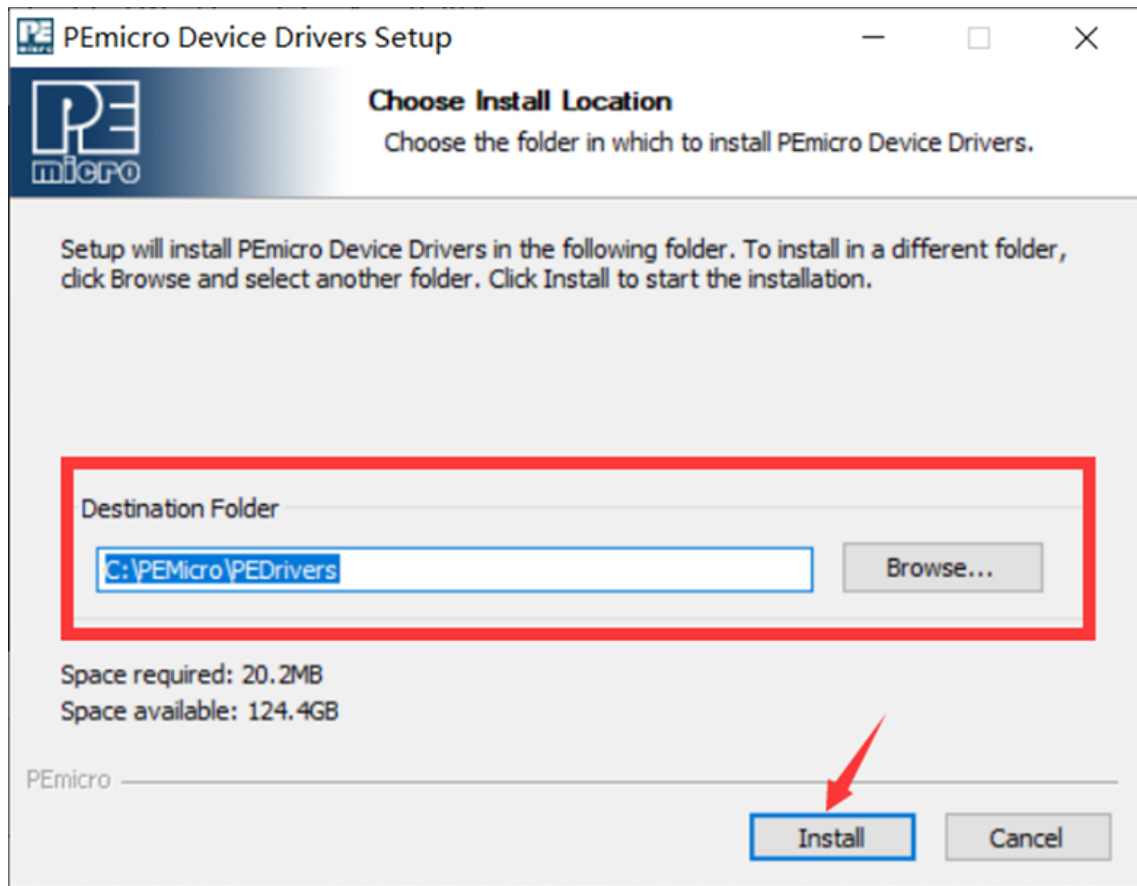 PEmicro Device Drivers Setup
PE
micro
Choose Install Location
Choose the folder in which to install PEmicro Device Drivers.
Setup will install PEmicro Device Drivers in the following folder. To install in a different folder,
click Browse and select another folder. Click Install to start the installation.
Destination Folder
C:\PEMicro\PEDrivers
Browse...
Space required: 20.2MB
Space available: 124.4GB
PEmicro
Install
Cancel